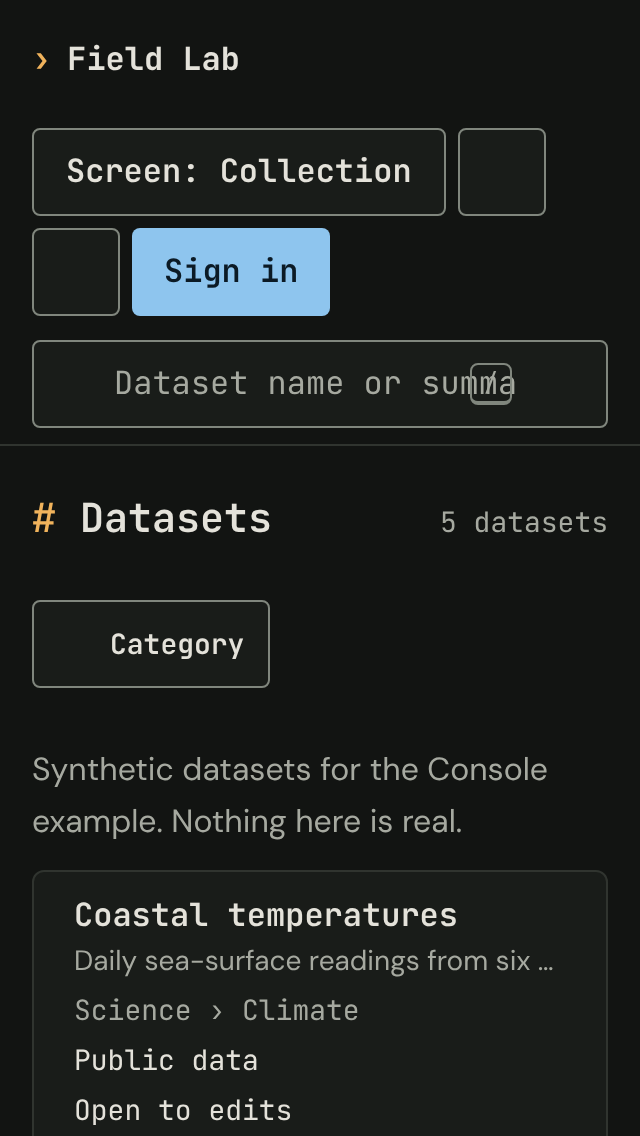 › Field Lab
Screen: Collection
Sign in
Dataset name or summa /
# Datasets
5 datasets
Category
Synthetic datasets for the Console
example. Nothing here is real.
Coastal temperatures
Daily sea-surface readings from six ...
Science › Climate
Public data
Open to edits